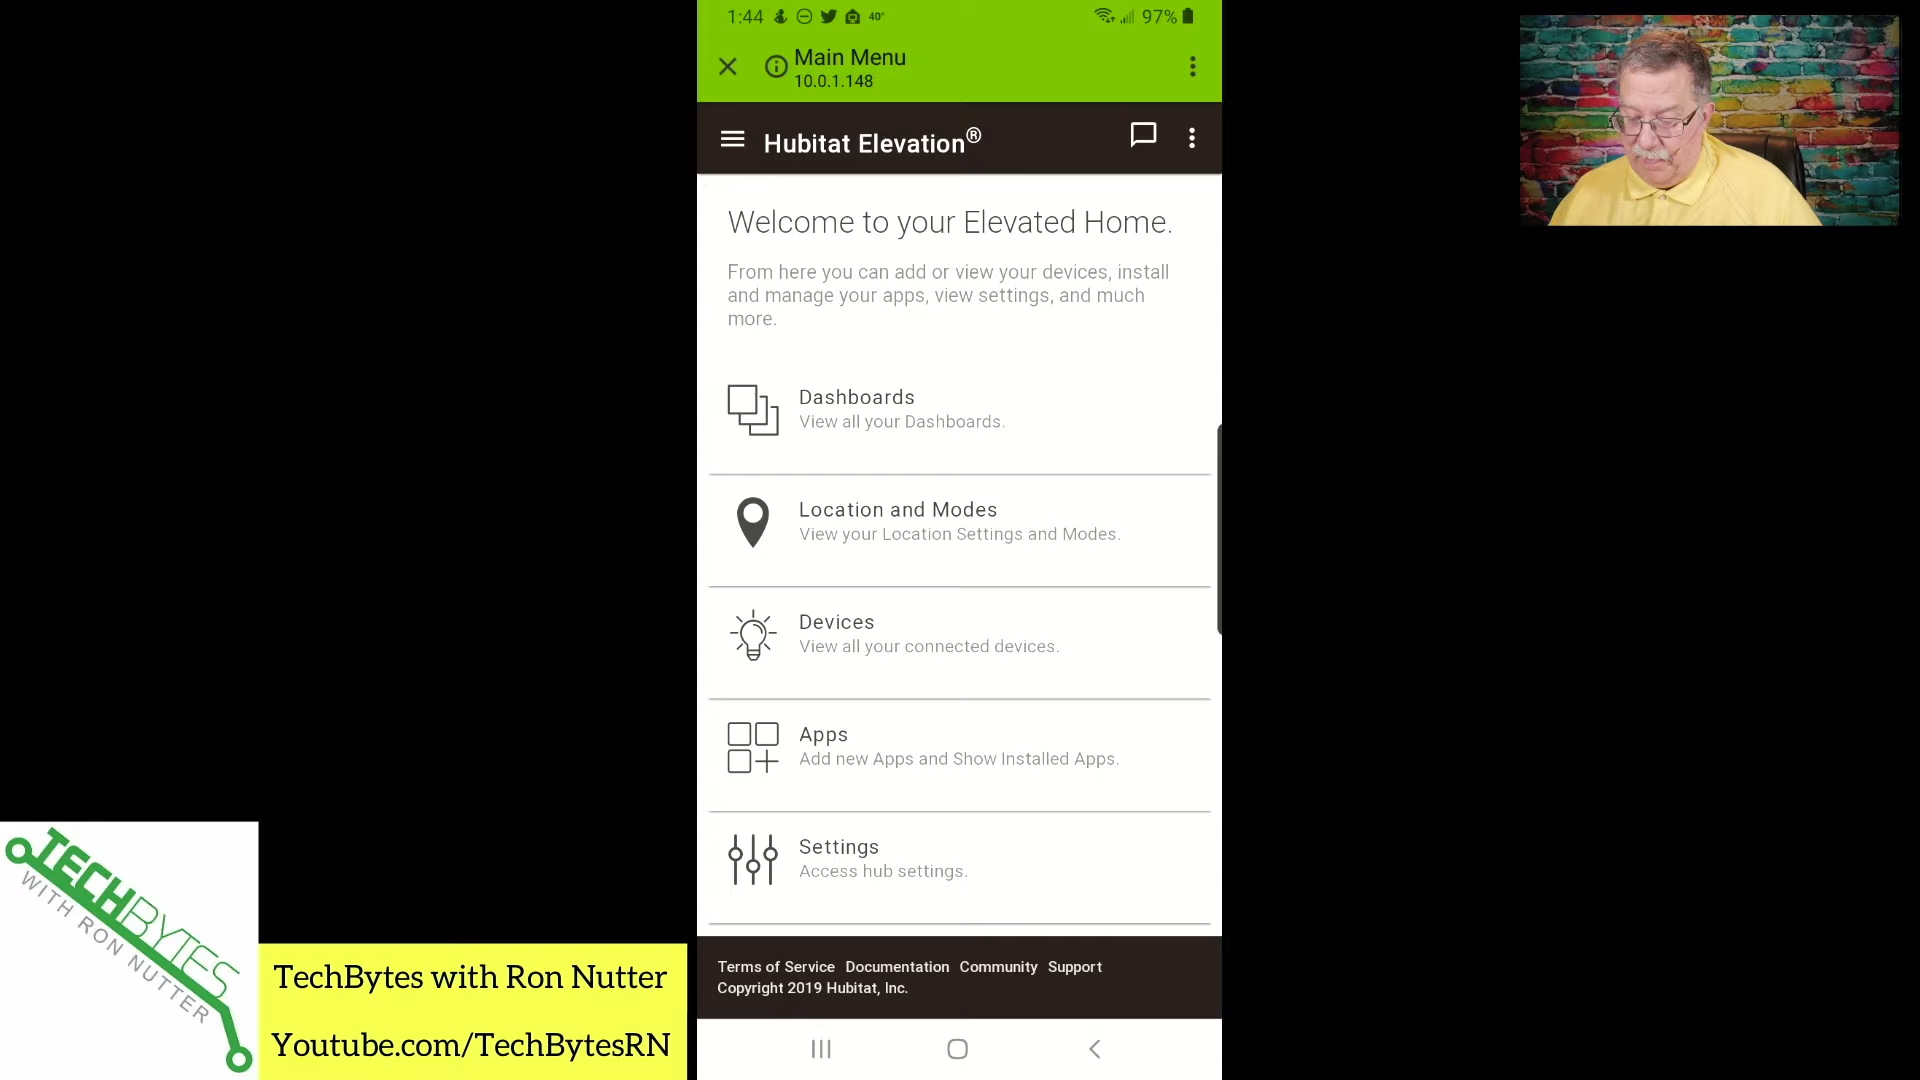 1:44
40°
97%
Main Menu
10.0.1.148
Hubitat Elevation®
Welcome to your Elevated Home.
From here you can add or view your devices, install
and manage your apps, view settings, and much
more.
Dashboards
View all your Dashboards.
Location and Modes
View your Location Settings and Modes.
Devices
View all your connected devices.
Apps
Add new Apps and Show Installed Apps.
Settings
Access hub settings.
Terms of Service Documentation Community Support
Copyright 2019 Hubitat, Inc.
TECHBYTES
WITH RON NUTTER
TechBytes with Ron Nutter
Youtube.com/TechBytesRN